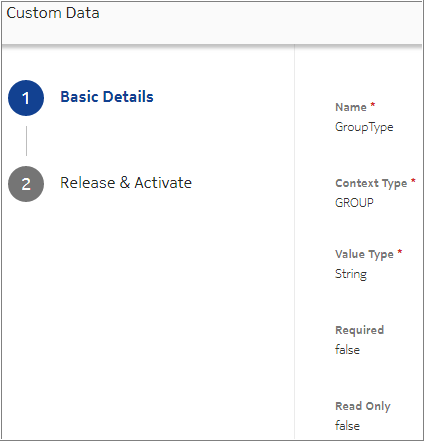 Custom Data
1
Basic Details
2
Release & Activate
Name *
GroupType
Context Type *
GROUP
Value Type *
String
Required
false
Read Only
false